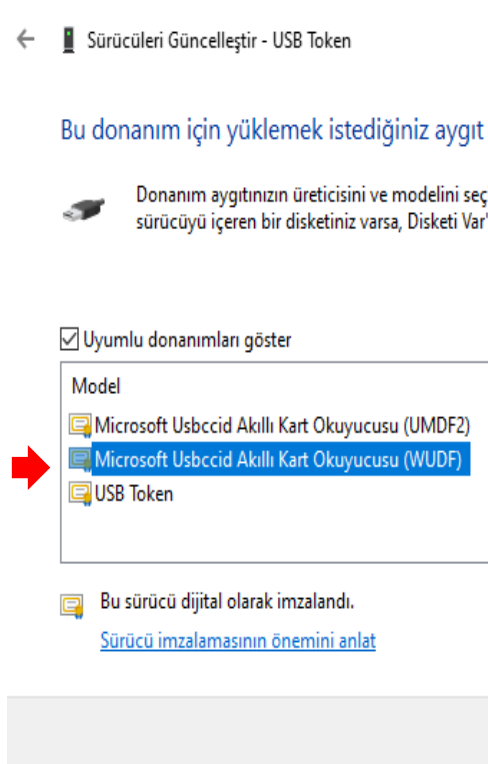 Sürücüleri Güncelleştir - USB Token
Bu donanım için yüklemek istediğiniz aygıt
Donanım aygıtınızın üreticisini ve modelini seç
sürücüyü içeren bir disketiniz varsa, Disketi Var'
Uyumlu donanımları göster
Model
Microsoft Usbccid Akıllı Kart Okuyucusu (UMDF2)
Microsoft Usbccid Akıllı Kart Okuyucusu (WUDF)
USB Token
Bu sürücü dijital olarak imzalandı.
Sürücü imzalamasının önemini anlat